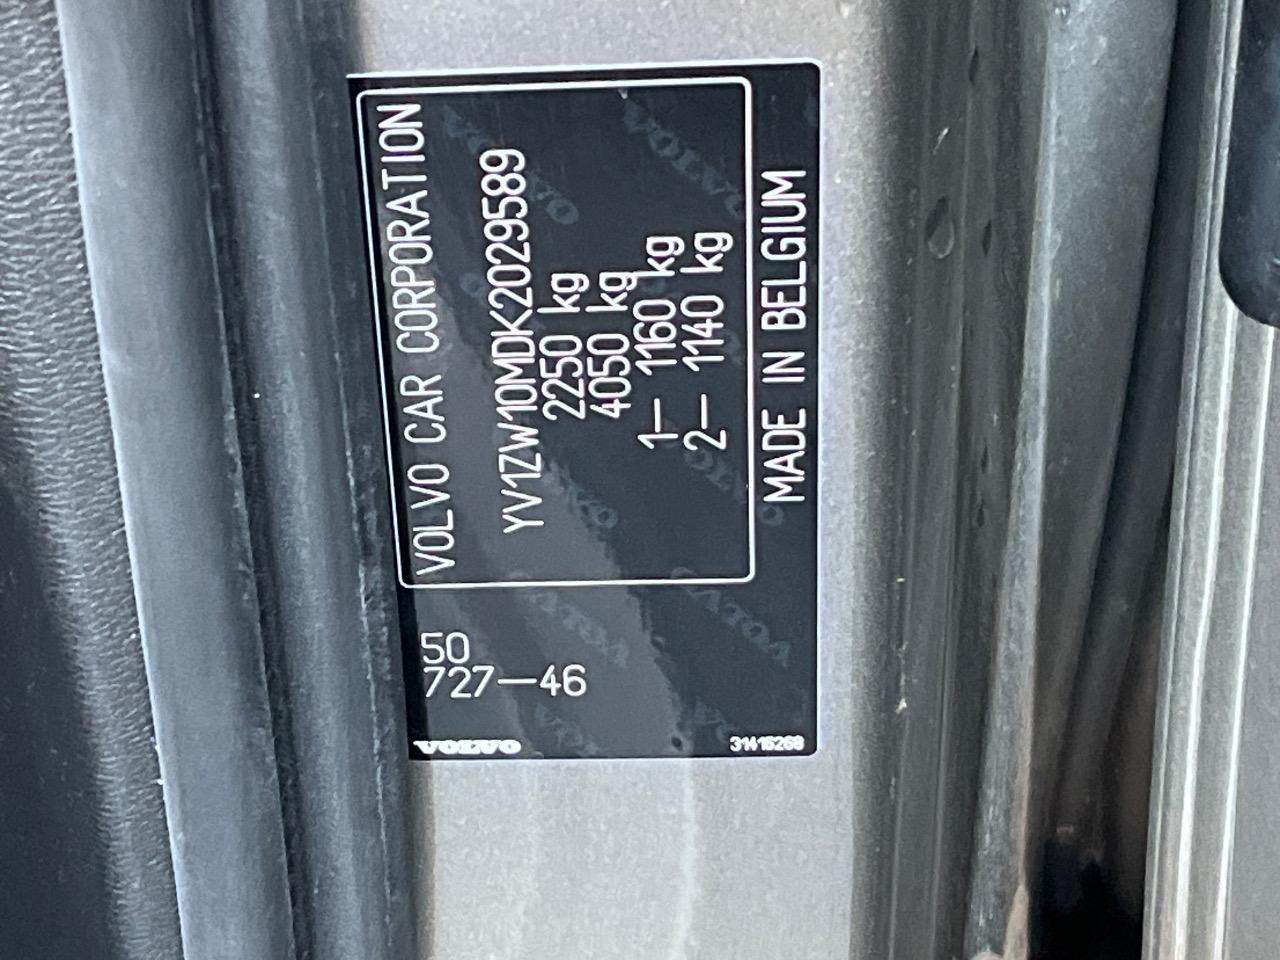 VOLVO CAR CORPORATION
YV1ZW10MDK2029589
2250 kg
4050 kg
1– 1160 kg
2– 1140 kg
MADE IN BELGIUM
50
727–46
VOLVO
31416268